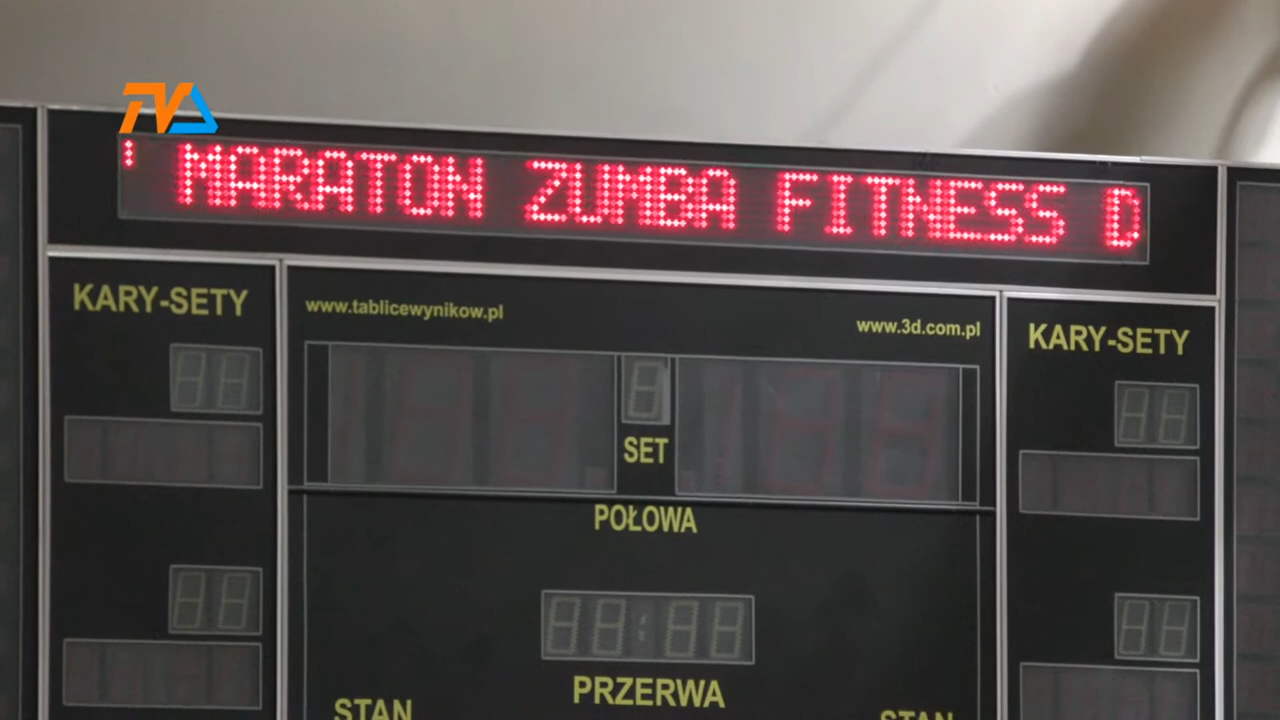 TVA
MARATON ZUMBA FITNESS D
KARY-SETY
www.tablicewynikow.pl
www.3d.com.pl
KARY-SETY
SET
POŁOWA
PRZERWA
STAN
STAN